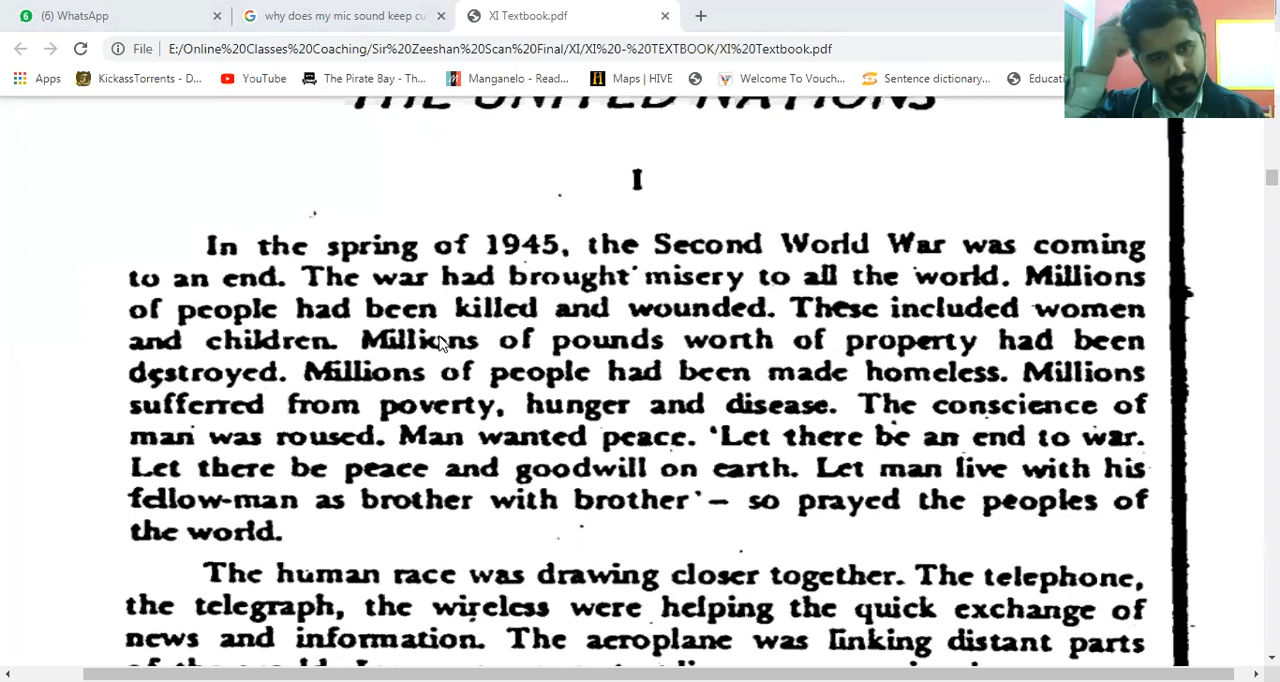 6
(6) WhatsApp
why does my mic sound keep cu
XI Textbook.pdf
File
E:/Online%20Classes%20Coaching/Sir%20Zeeshan%20Scan%20Final/XI/XI%20-%20TEXTBOOK/XI%20Textbook.pdf
Apps
KickassTorrents - D...
YouTube
The Pirate Bay - Th...
Manganelo - Read...
Maps | HIVE
Welcome To Vouch...
Sentence dictionary...
Educati
THE UNITED NATIONS
I
In the spring of 1945, the Second World War was coming
to an end. The war had brought misery to all the world. Millions
of people had been killed and wounded. These included women
and children. Millions of pounds worth of property had been
destroyed. Millions of people had been made homeless. Millions
sufferred from poverty, hunger and disease. The conscience of
man was roused. Man wanted peace. 'Let there be an end to war.
Let there be peace and goodwill on earth. Let man live with his
fellow-man as brother with brother' – so prayed the peoples of
the world.
The human race was drawing closer together. The telephone,
the telegraph, the wireless were helping the quick exchange of
news and information. The aeroplane was linking distant parts